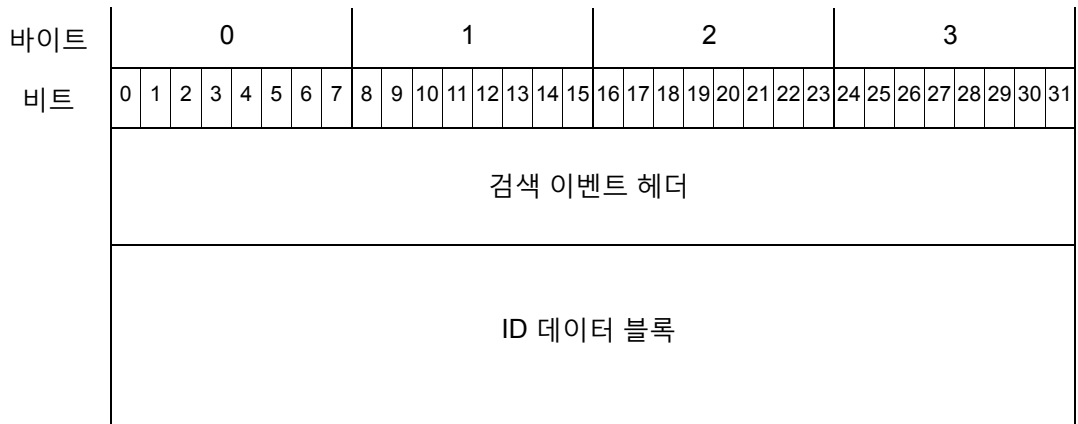 바이트 0 1 2 3
비트 0 1 2 3 4 5 6 7 8 9 10 11 12 13 14 15 16 17 18 19 20 21 22 23 24 25 26 27 28 29 30 31
검색 이벤트 헤더
ID 데이터 블록